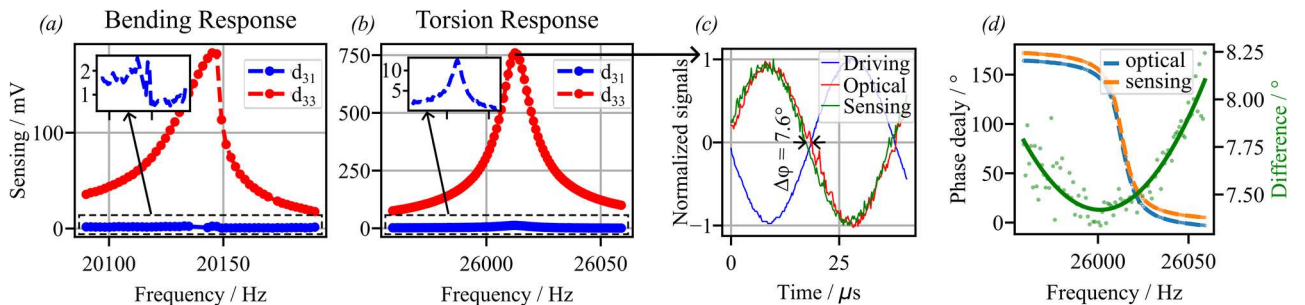 (a)
Bending Response
Sensing / mV
100
0
2
1
d31
d33
20100
20150
Frequency / Hz
(b)
Torsion Response
750
500
250
0
10
5
d31
d33
26000
26050
Frequency / Hz
(c)
Normalized signals
1
0
−1
Driving
Optical
Sensing
Δφ = 7.6°
0
25
Time / μs
(d)
Phase dealy / °
150
100
50
0
optical
sensing
8.25
8.00
7.75
7.50
Difference / °
26000
26050
Frequency / Hz